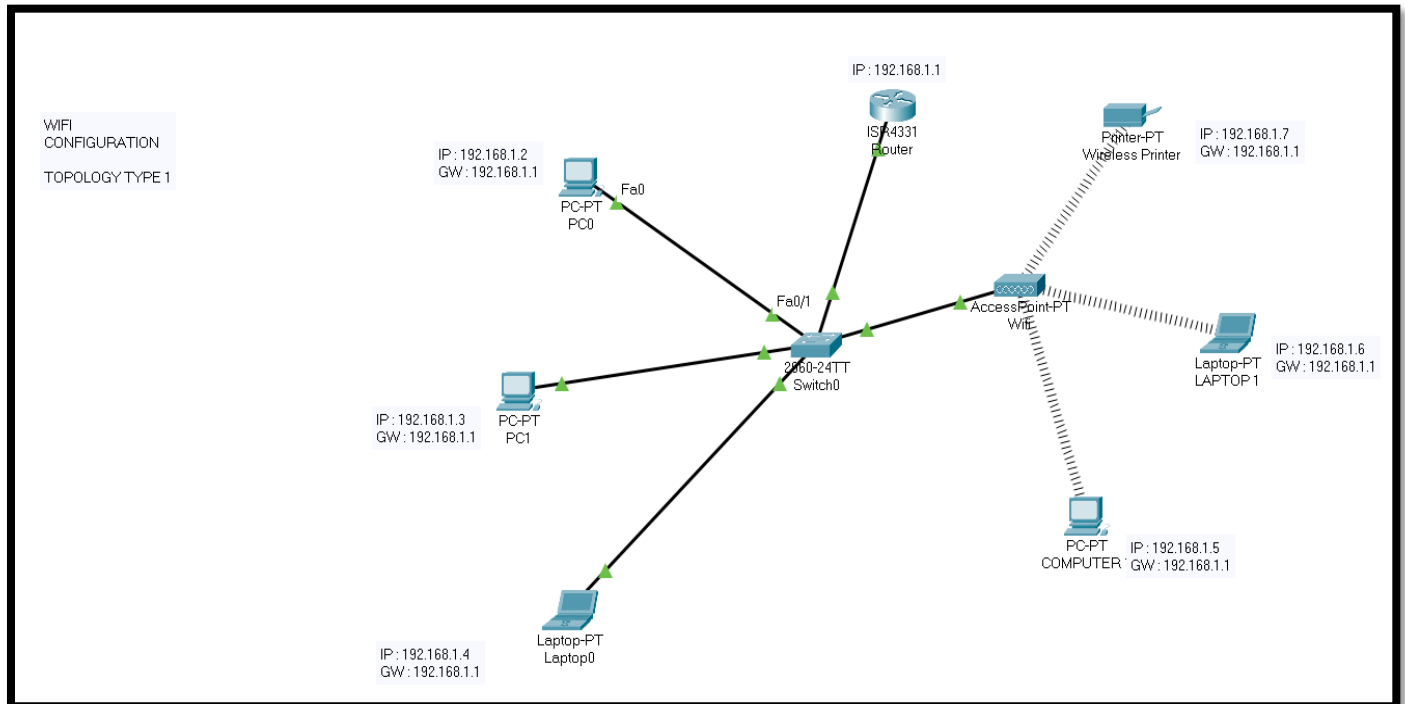 WIFI
CONFIGURATION
TOPOLOGY TYPE 1
IP : 192.168.1.1
ISR4331
Router
Printer-PT
Wireless Printer
IP : 192.168.1.7
GW : 192.168.1.1
IP : 192.168.1.2
GW : 192.168.1.1
Fa0
PC-PT
PC0
Fa0/1
AccessPoint-PT
Wifi
2960-24TT
Switch0
Laptop-PT
LAPTOP 1
IP : 192.168.1.6
GW : 192.168.1.1
IP : 192.168.1.3
GW : 192.168.1.1
PC-PT
PC1
PC-PT
COMPUTER
IP : 192.168.1.5
GW : 192.168.1.1
Laptop-PT
Laptop0
IP : 192.168.1.4
GW : 192.168.1.1